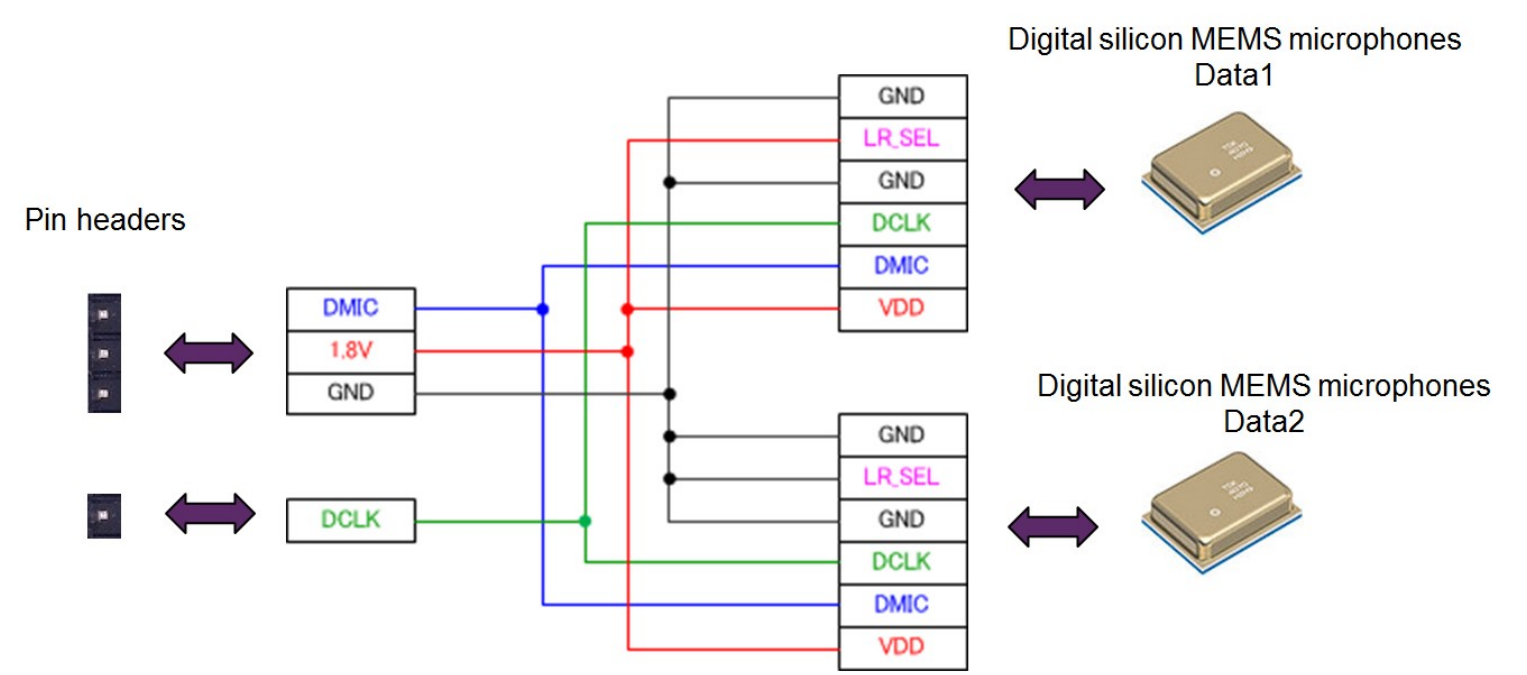 Digital silicon MEMS microphones
Data1
GND
LR_SEL
GND
DCLK
DMIC
VDD
Pin headers
DMIC
1.8V
GND
DCLK
Digital silicon MEMS microphones
Data2
GND
LR_SEL
GND
DCLK
DMIC
VDD